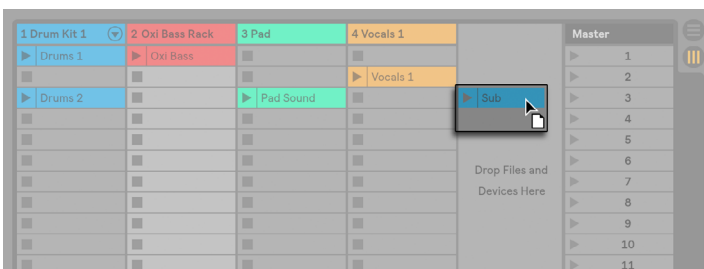 1 Drum Kit 1 2 Oxi Bass Rack 3 Pad 4 Vocals 1 Master
Drums 1 Oxi Bass 1
Vocals 1 2
Drums 2 Pad Sound Sub 3
4
5
6
Drop Files and
7
Devices Here
8
9
10
11